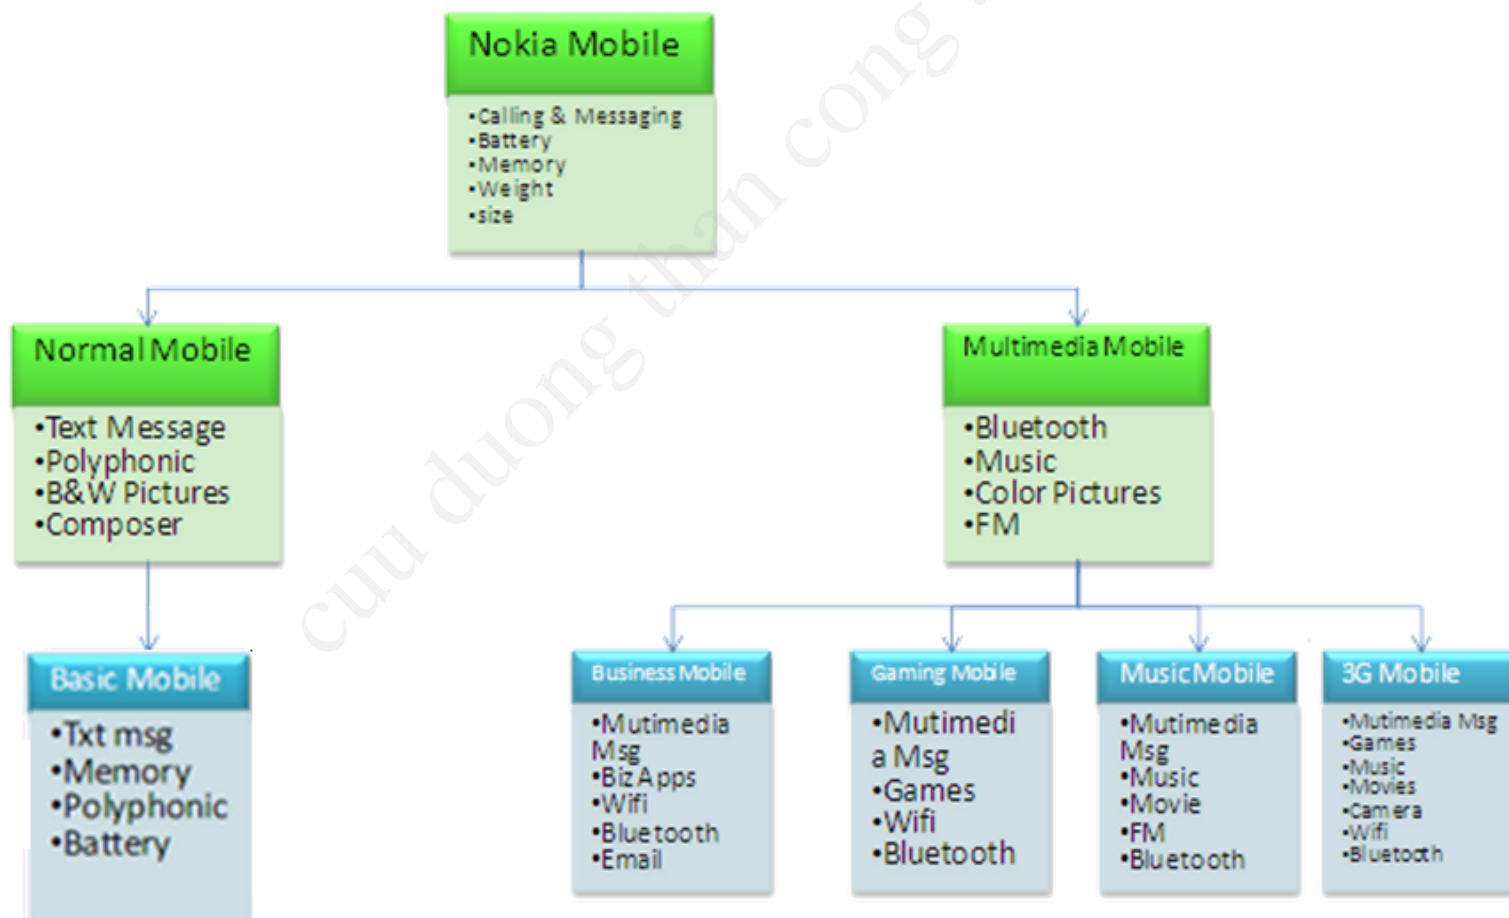 Nokia Mobile
•Calling & Messaging
•Battery
•Memory
•Weight
•size
Normal Mobile
•Text Message
•Polyphonic
•B&W Pictures
•Composer
Multimedia Mobile
•Bluetooth
•Music
•Color Pictures
•FM
Basic Mobile
•Txt msg
•Memory
•Polyphonic
•Battery
Business Mobile
•Mutimedia
Msg
•Biz Apps
•Wifi
•Bluetooth
•Email
Gaming Mobile
•Mutimedi
a Msg
•Games
•Wifi
•Bluetooth
Music Mobile
•Mutimedia
Msg
•Music
•Movie
•FM
•Bluetooth
3G Mobile
•Mutimedia Msg
•Games
•Music
•Movies
•Camera
•Wifi
•Bluetooth
cuu duong than cong